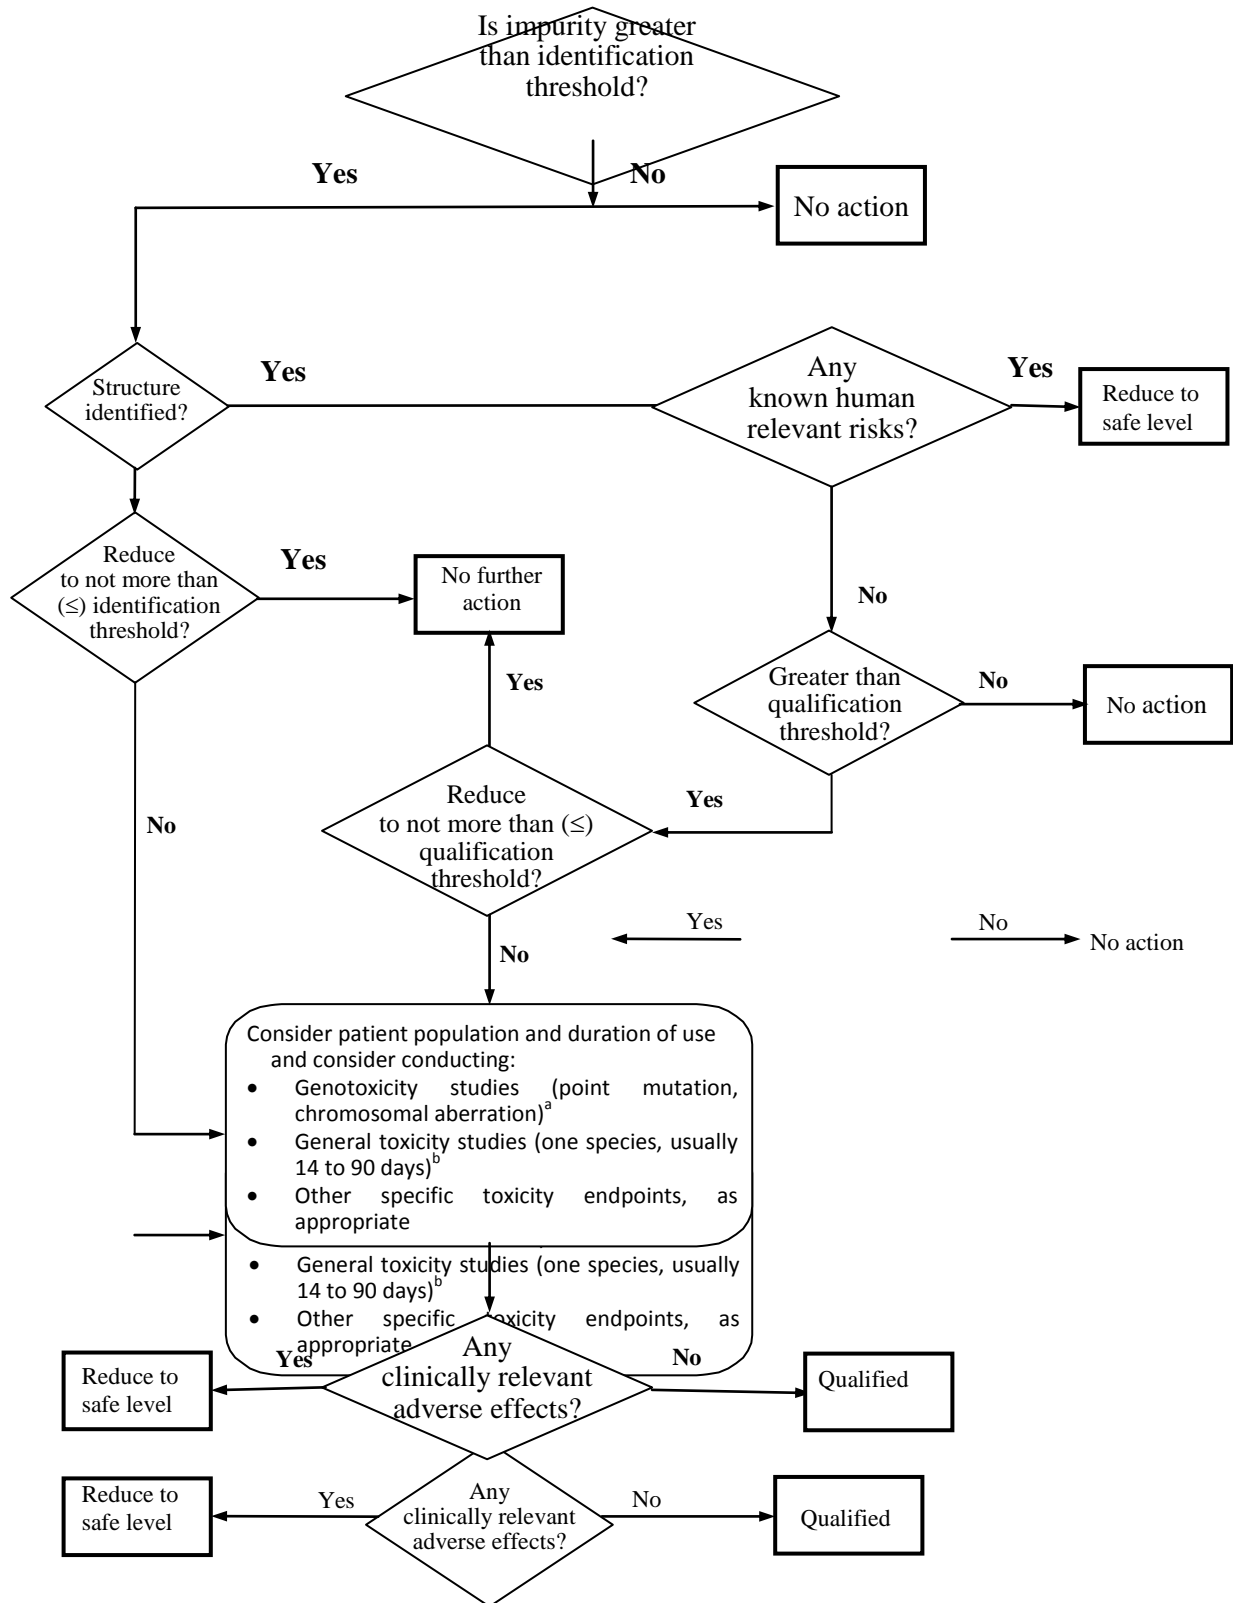 Is impurity greater
than identification
threshold?
Yes
No
No action
Structure
identified?
Yes
Any
known human
relevant risks?
Yes
Reduce to
safe level
Reduce
to not more than
(≤) identification
threshold?
Yes
No further
action
No
Yes
Greater than
qualification
threshold?
No
No action
Reduce
to not more than (≤)
qualification
threshold?
Yes
No
No
Yes
No
No action
Consider patient population and duration of use
and consider conducting:
• Genotoxicity studies (point mutation,
chromosomal aberration)a
• General toxicity studies (one species, usually
14 to 90 days)b
• Other specific toxicity endpoints, as
appropriate
• General toxicity studies (one species, usually
14 to 90 days)b
• Other specific toxicity endpoints, as
appropriate
Yes
Any
clinically relevant
adverse effects?
No
Reduce to
safe level
Qualified
Reduce to
safe level
Yes
Any
clinically relevant
adverse effects?
No
Qualified